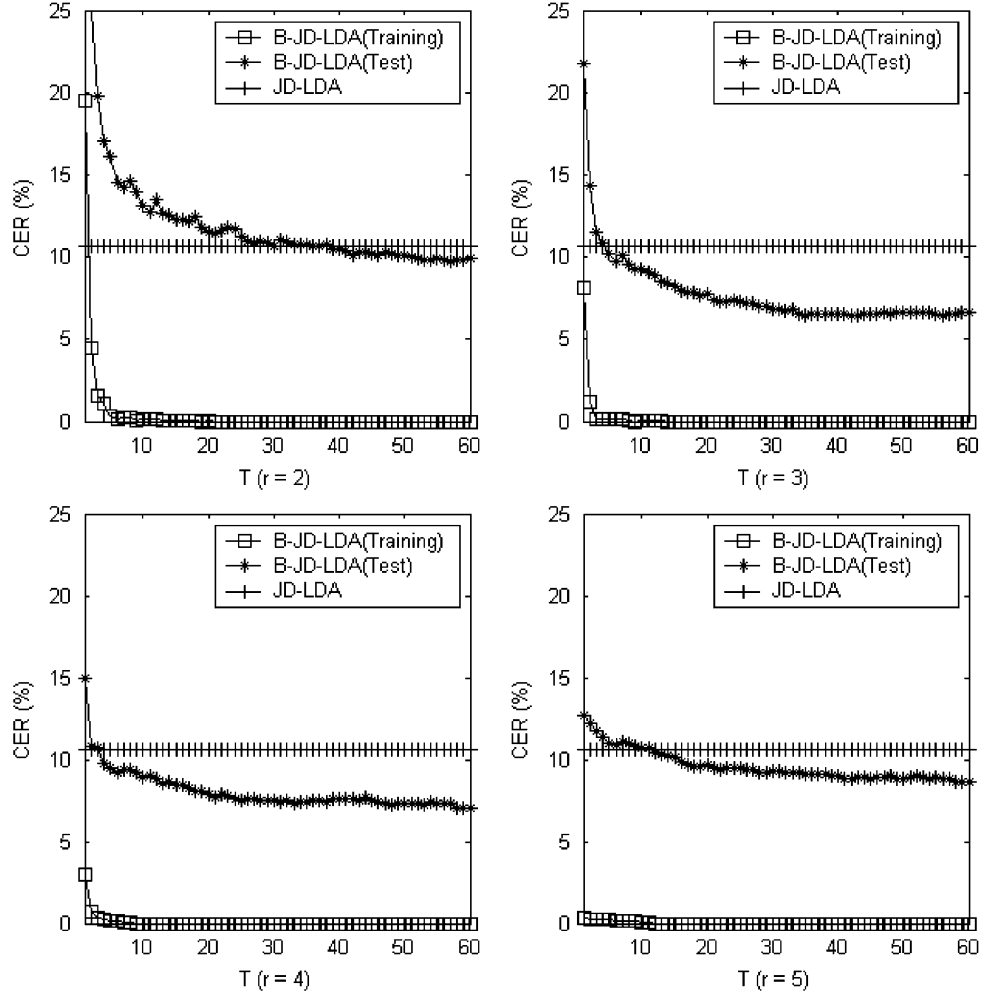 25
20
15
10
5
0
CER (%)
B-JD-LDA(Training)
B-JD-LDA(Test)
JD-LDA
10 20 30 40 50 60
T (r = 2)
25
20
15
10
5
0
CER (%)
B-JD-LDA(Training)
B-JD-LDA(Test)
JD-LDA
10 20 30 40 50 60
T (r = 3)
25
20
15
10
5
0
CER (%)
B-JD-LDA(Training)
B-JD-LDA(Test)
JD-LDA
10 20 30 40 50 60
T (r = 4)
25
20
15
10
5
0
CER (%)
B-JD-LDA(Training)
B-JD-LDA(Test)
JD-LDA
10 20 30 40 50 60
T (r = 5)